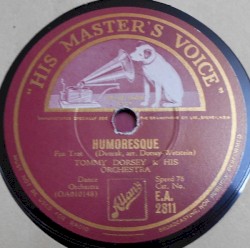 "HIS MASTER'S VOICE"
HUMORESQUE
Fox Trot (Dvorak, arr. Dorsey
TOMMY DORSEY & HIS
ORCHESTRA
Dance
Orchestra
Speed 78
Cat. No.
E.A.
2811
Allan's